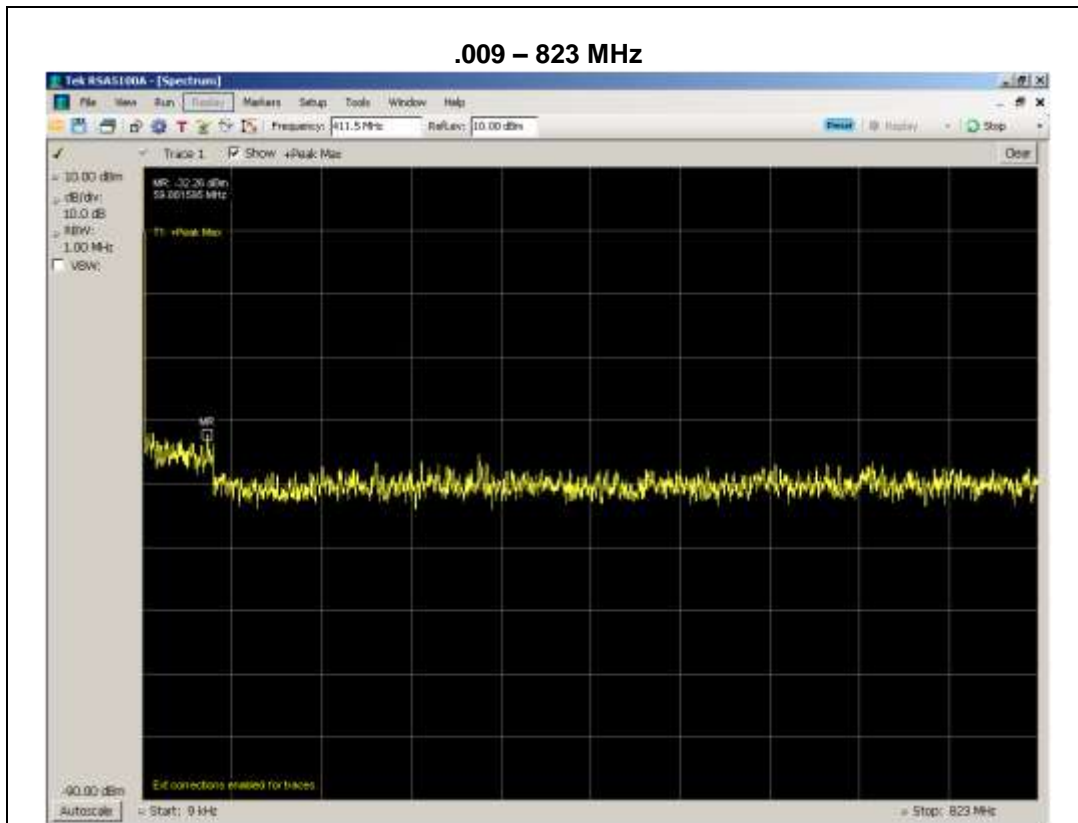 .009 – 823 MHz
Tek RSA5100A - [Spectrum]
File View Run Replay Markers Setup Tools Window Help
Frequency: 411.5 MHz RefLev: 10.00 dBm Preset Replay Stop
Trace 1 Show +Peak Max Clear
10.00 dBm
dB/div:
10.0 dB
RBW:
1.00 MHz
VBW:
MR: -32.26 dBm
59.001585 MHz
T1: +Peak Max
MR
-90.00 dBm
Ext corrections enabled for traces
Autoscale Start: 9 kHz Stop: 823 MHz